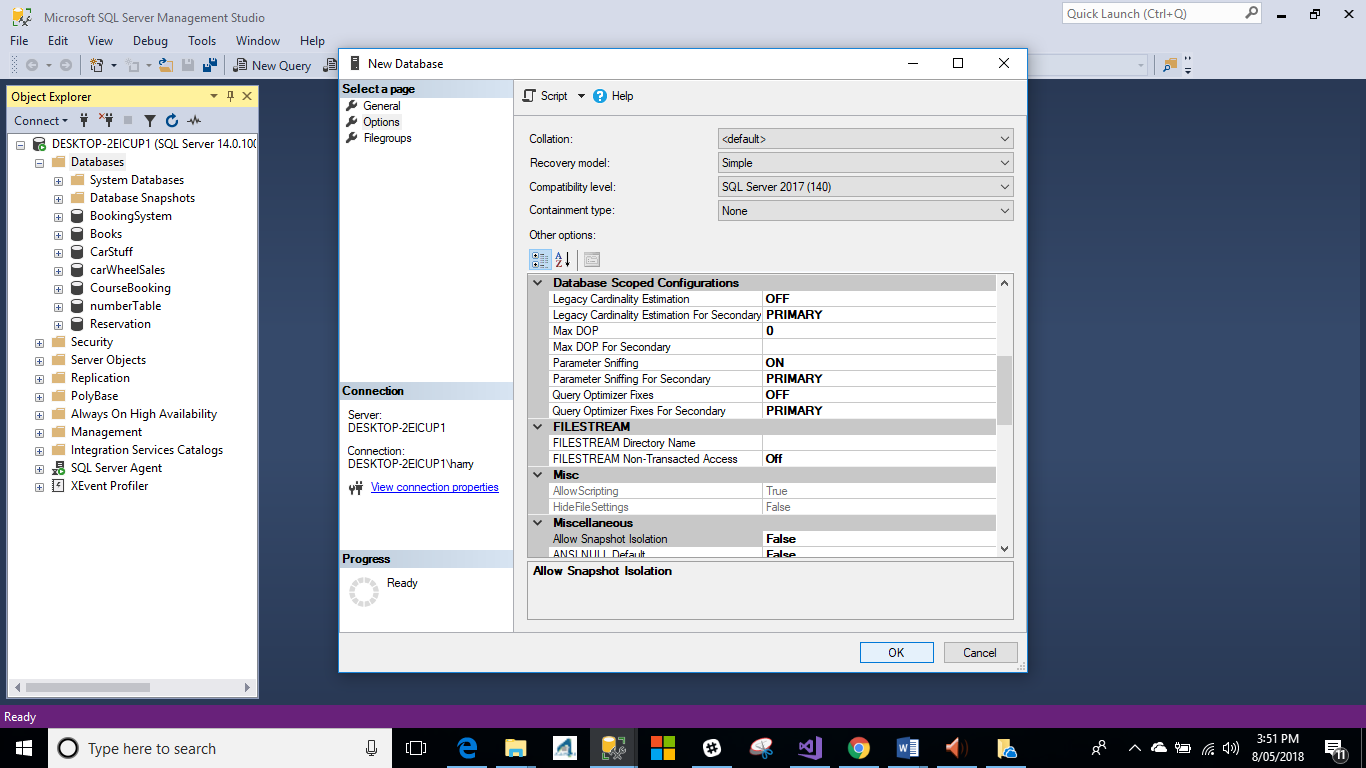 Microsoft SQL Server Management Studio
Quick Launch (Ctrl+Q)
File Edit View Debug Tools Window Help
New Query
New Database
Object Explorer
Connect
DESKTOP-2EICUP1 (SQL Server 14.0.100
Databases
System Databases
Database Snapshots
BookingSystem
Books
CarStuff
carWheelSales
CourseBooking
numberTable
Reservation
Security
Server Objects
Replication
PolyBase
Always On High Availability
Management
Integration Services Catalogs
SQL Server Agent
XEvent Profiler
Select a page
General
Options
Filegroups
Connection
Server:
DESKTOP-2EICUP1
Connection:
DESKTOP-2EICUP1\harry
View connection properties
Progress
Ready
Script Help
Collation: <default>
Recovery model: Simple
Compatibility level: SQL Server 2017 (140)
Containment type: None
Other options:
Database Scoped Configurations
Legacy Cardinality Estimation OFF
Legacy Cardinality Estimation For Secondary PRIMARY
Max DOP 0
Max DOP For Secondary
Parameter Sniffing ON
Parameter Sniffing For Secondary PRIMARY
Query Optimizer Fixes OFF
Query Optimizer Fixes For Secondary PRIMARY
FILESTREAM
FILESTREAM Directory Name
FILESTREAM Non-Transacted Access Off
Misc
AllowScripting True
HideFileSettings False
Miscellaneous
Allow Snapshot Isolation False
ANSI NULL Default False
Allow Snapshot Isolation
OK Cancel
Ready
Type here to search
3:51 PM
8/05/2018
11